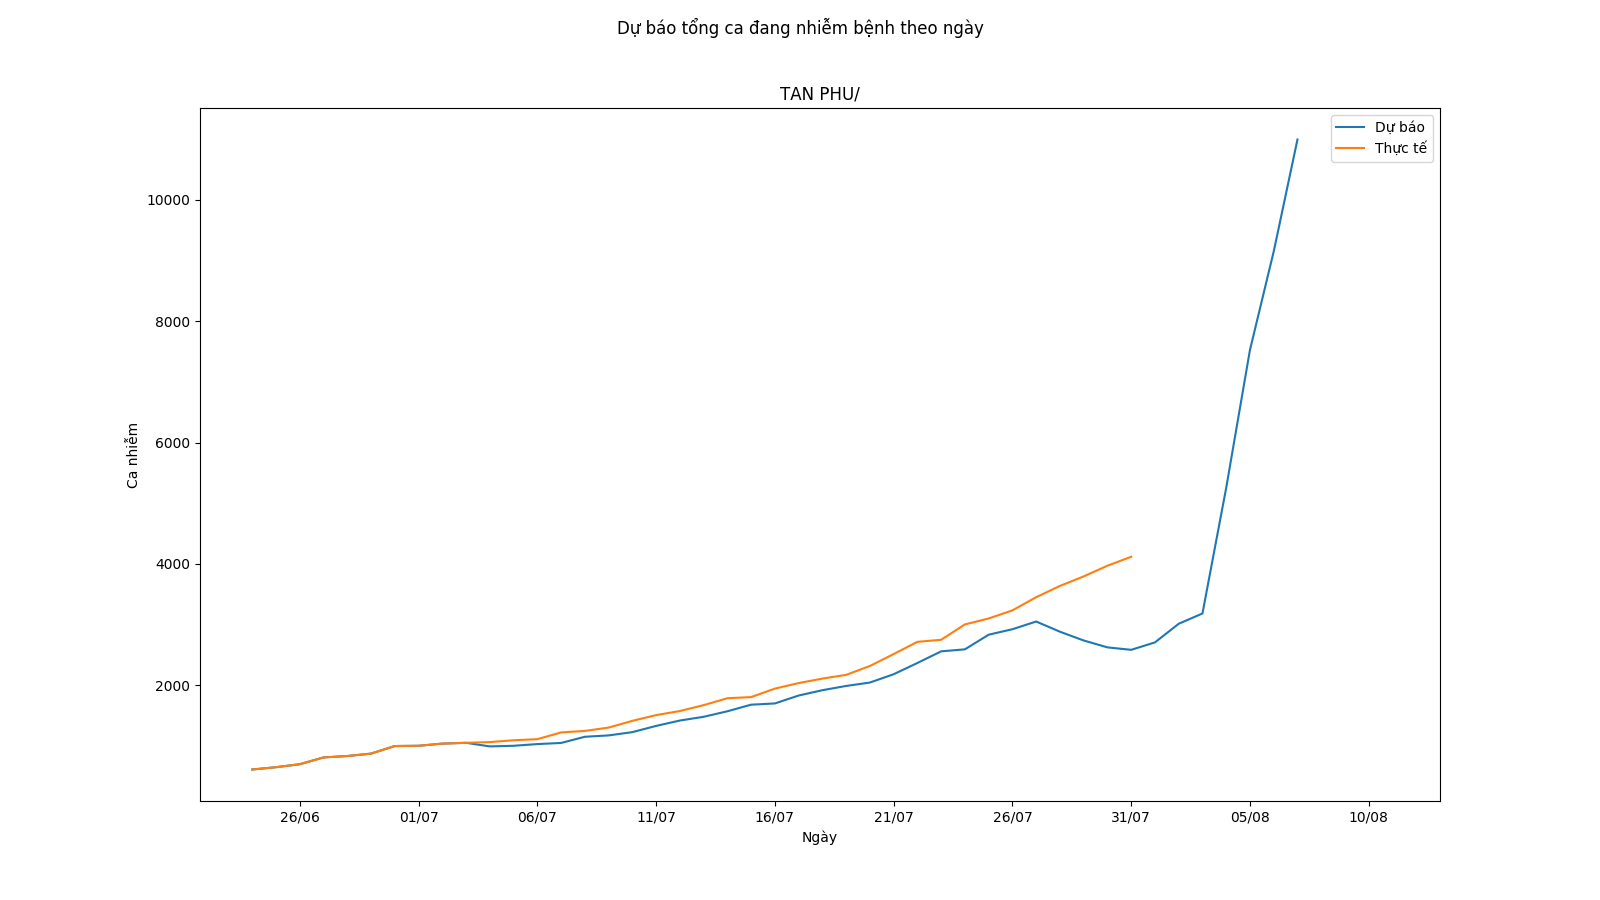 Dự báo tổng ca đang nhiễm bệnh theo ngày
TAN PHU/
Dự báo
Thực tế
10000
8000
6000
4000
2000
Ca nhiễm
26/06
01/07
06/07
11/07
16/07
21/07
26/07
31/07
05/08
10/08
Ngày